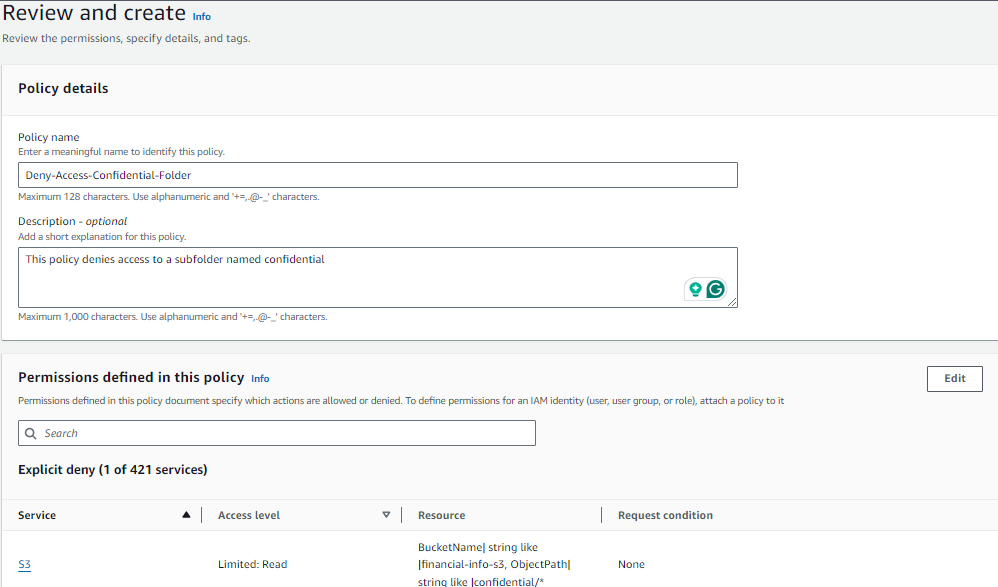 Review and create Info
Review the permissions, specify details, and tags.
Policy details
Policy name
Enter a meaningful name to identify this policy.
Deny-Access-Confidential-Folder
Maximum 128 characters. Use alphanumeric and '+=,.@-_' characters.
Description - optional
Add a short explanation for this policy.
This policy denies access to a subfolder named confidential
Maximum 1,000 characters. Use alphanumeric and '+=,.@-_' characters.
Permissions defined in this policy Info
Edit
Permissions defined in this policy document specify which actions are allowed or denied. To define permissions for an IAM identity (user, user group, or role), attach a policy to it
Search
Explicit deny (1 of 421 services)
Service Access level Resource Request condition
BucketName| string like
S3 Limited: Read |financial-info-s3, ObjectPath| None
string like |confidential/*